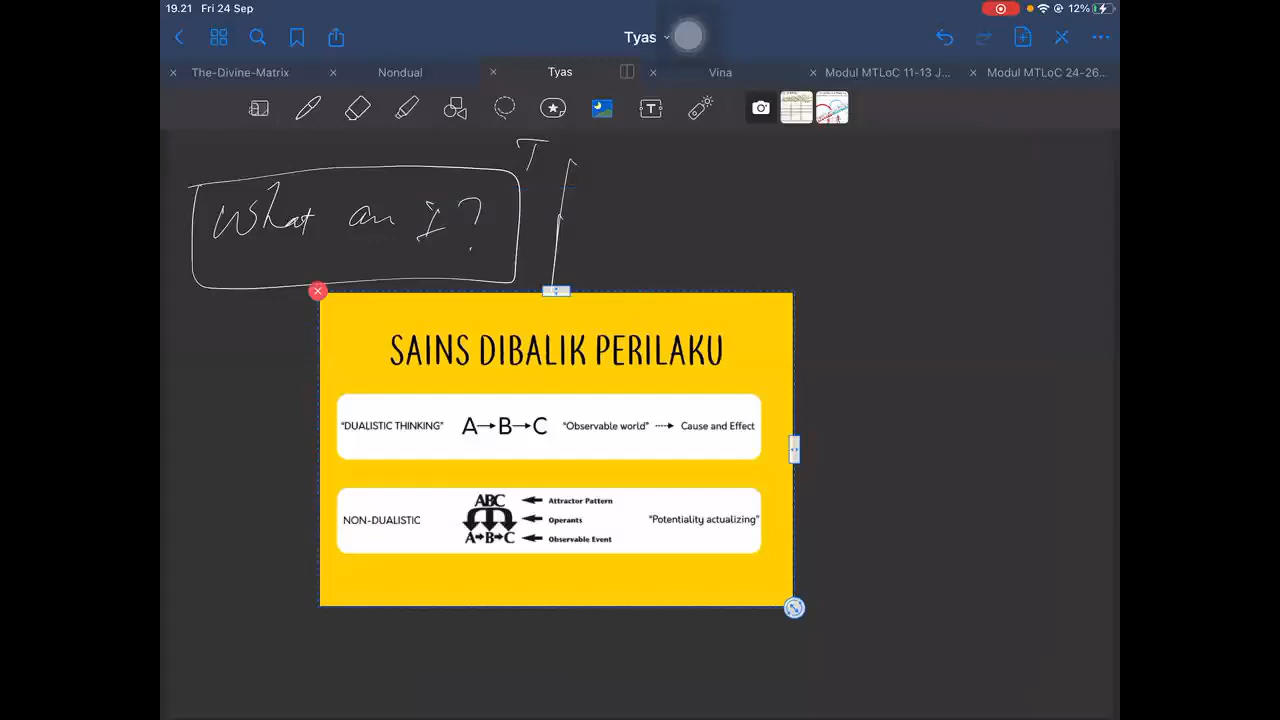 19.21 Fri 24 Sep
12%
Tyas
The-Divine-Matrix
Nondual
Tyas
Vina
Modul MTLoC 11-13 J...
Modul MTLoC 24-26...
T
What am I?
SAINS DIBALIK PERILAKU
"DUALISTIC THINKING" A→B→C "Observable world" ⇢ Cause and Effect
ABC ← Attractor Pattern
NON-DUALISTIC ← Operants "Potentiality actualizing"
A→B→C ← Observable Event